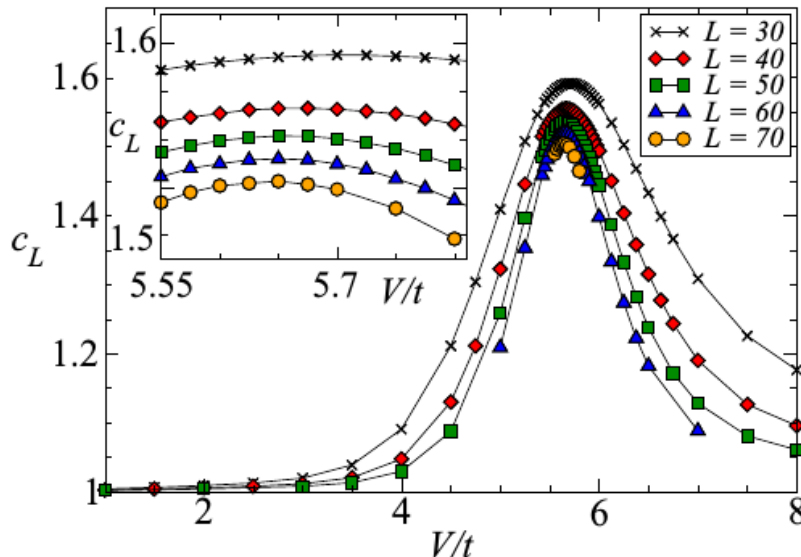 1.6
c_L
1.5
5.55
5.7
V/t
L = 30
L = 40
L = 50
L = 60
L = 70
1.6
1.4
c_L
1.2
1
2
4
6
8
V/t